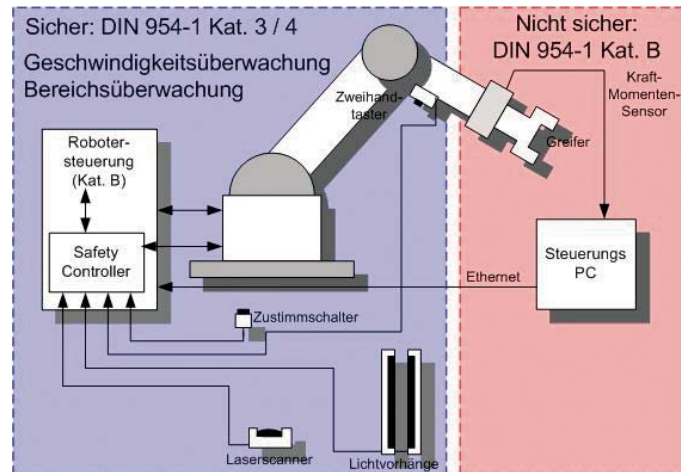 Sicher: DIN 954-1 Kat. 3 / 4
Geschwindigkeitsüberwachung
Bereichsüberwachung
Nicht sicher:
DIN 954-1 Kat. B
Kraft-
Momenten-
Sensor
Zweihand-
taster
Greifer
Roboter-
steuerung
(Kat. B)
Safety
Controller
Steuerungs
PC
Ethernet
Zustimmschalter
Laserscanner
Lichtvorhänge